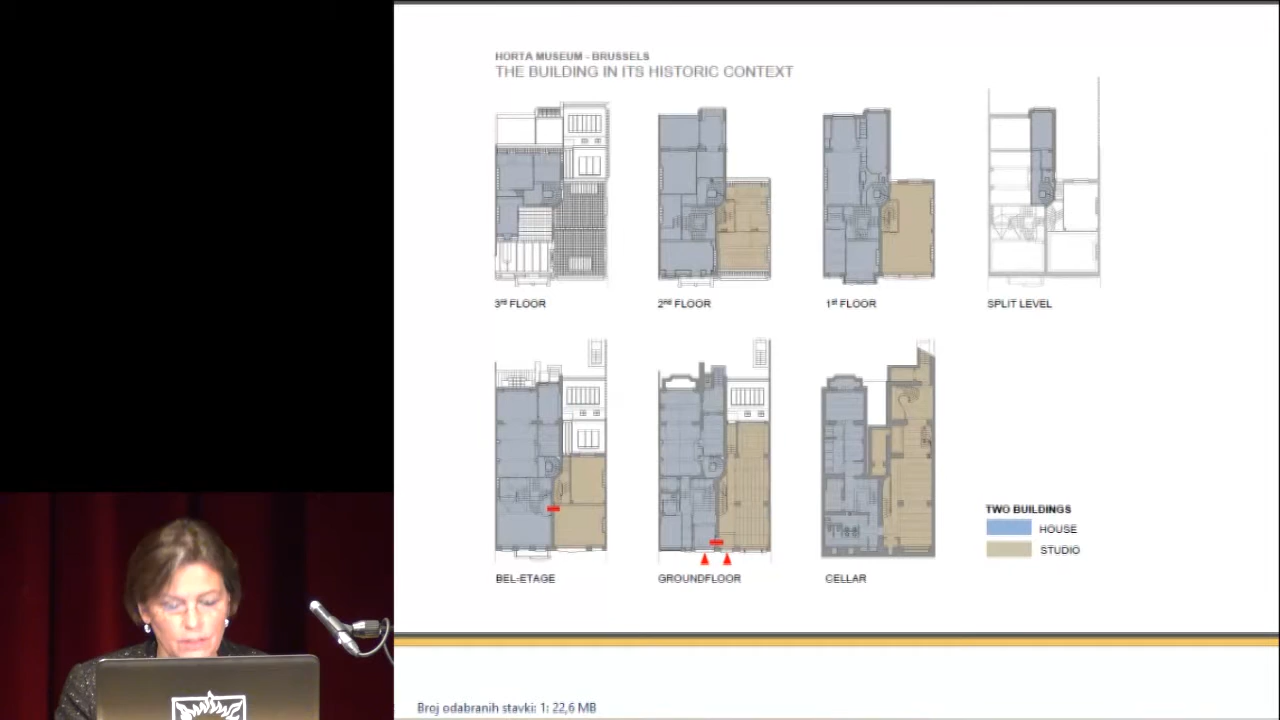 HORTA MUSEUM - BRUSSELS
THE BUILDING IN ITS HISTORIC CONTEXT
3rd FLOOR
2nd FLOOR
1st FLOOR
SPLIT LEVEL
BEL-ETAGE
GROUNDFLOOR
CELLAR
TWO BUILDINGS
HOUSE
STUDIO
Broj odabranih stavki: 1: 22,6 MB